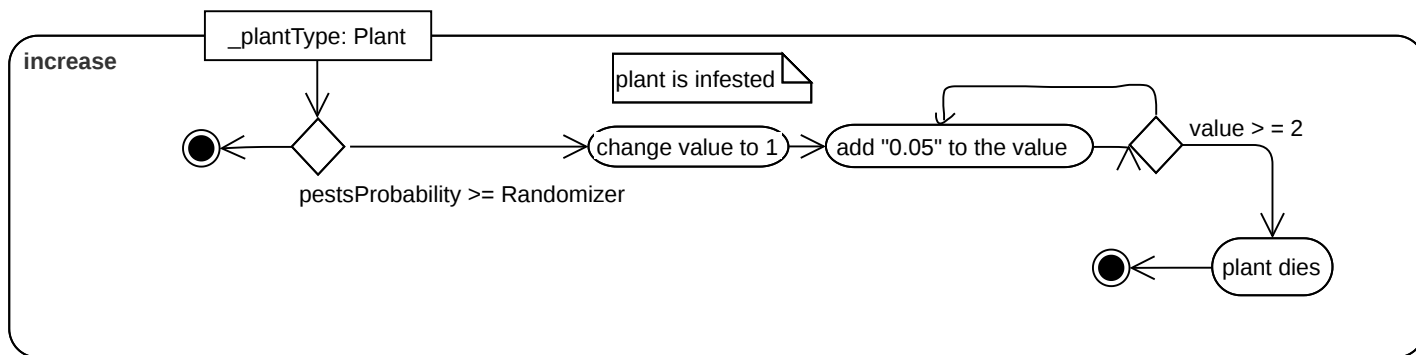 _plantType: Plant
increase
plant is infested
value > = 2
change value to 1
add "0.05" to the value
pestsProbability >= Randomizer
plant dies